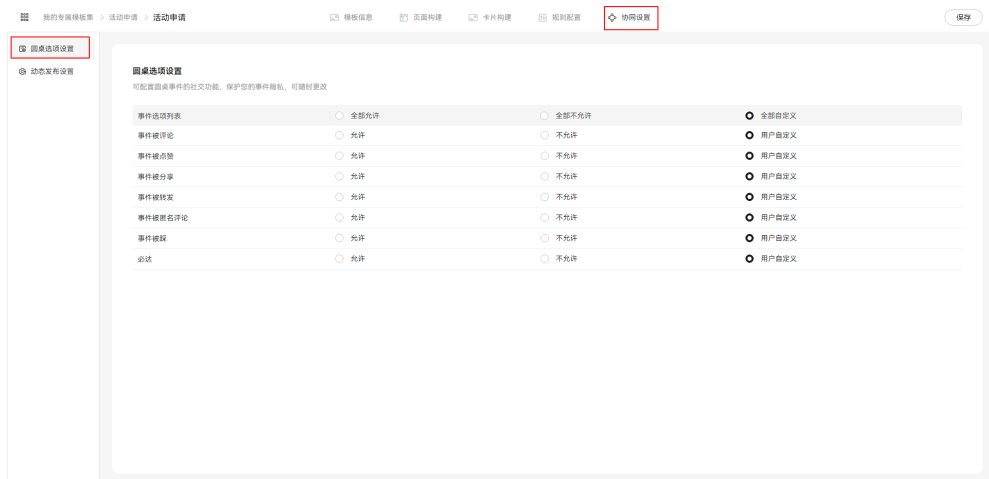 我的专属模板集 > 活动申请 > 活动申请 模板信息 页面构建 卡片构建 规则配置 协同设置 保存
圆桌选项设置
动态发布设置
圆桌选项设置
可配置圆桌事件的社交功能，保护您的事件隐私，可随时更改
事件选项列表 全部允许 全部不允许 全部自定义
事件被评论 允许 不允许 用户自定义
事件被点赞 允许 不允许 用户自定义
事件被分享 允许 不允许 用户自定义
事件被转发 允许 不允许 用户自定义
事件被匿名评论 允许 不允许 用户自定义
事件被踩 允许 不允许 用户自定义
必达 允许 不允许 用户自定义